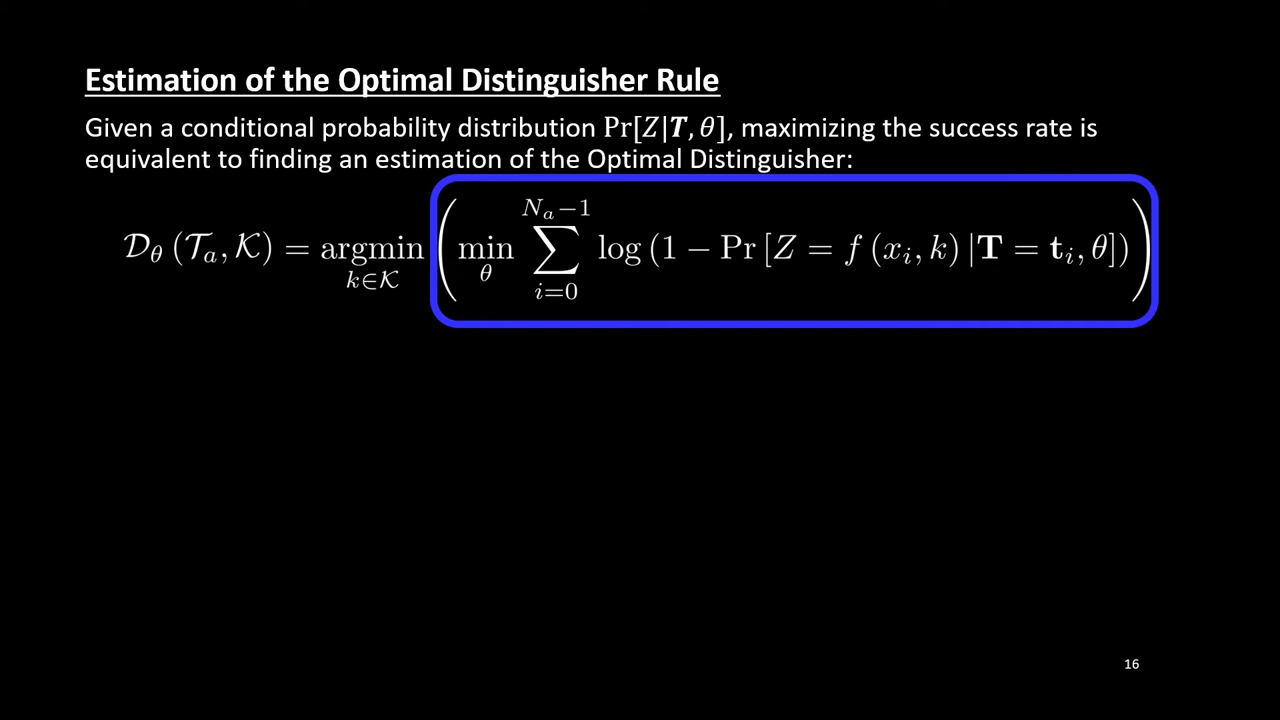 Estimation of the Optimal Distinguisher Rule
Given a conditional probability distribution Pr[Z|T, θ], maximizing the success rate is
equivalent to finding an estimation of the Optimal Distinguisher:
𝒟_θ (𝒯_a, 𝒦) = argmin_{k∈𝒦} ( min_θ ∑_{i=0}^{N_a−1} log (1 − Pr [Z = f (x_i, k) |T = t_i, θ]) )
16